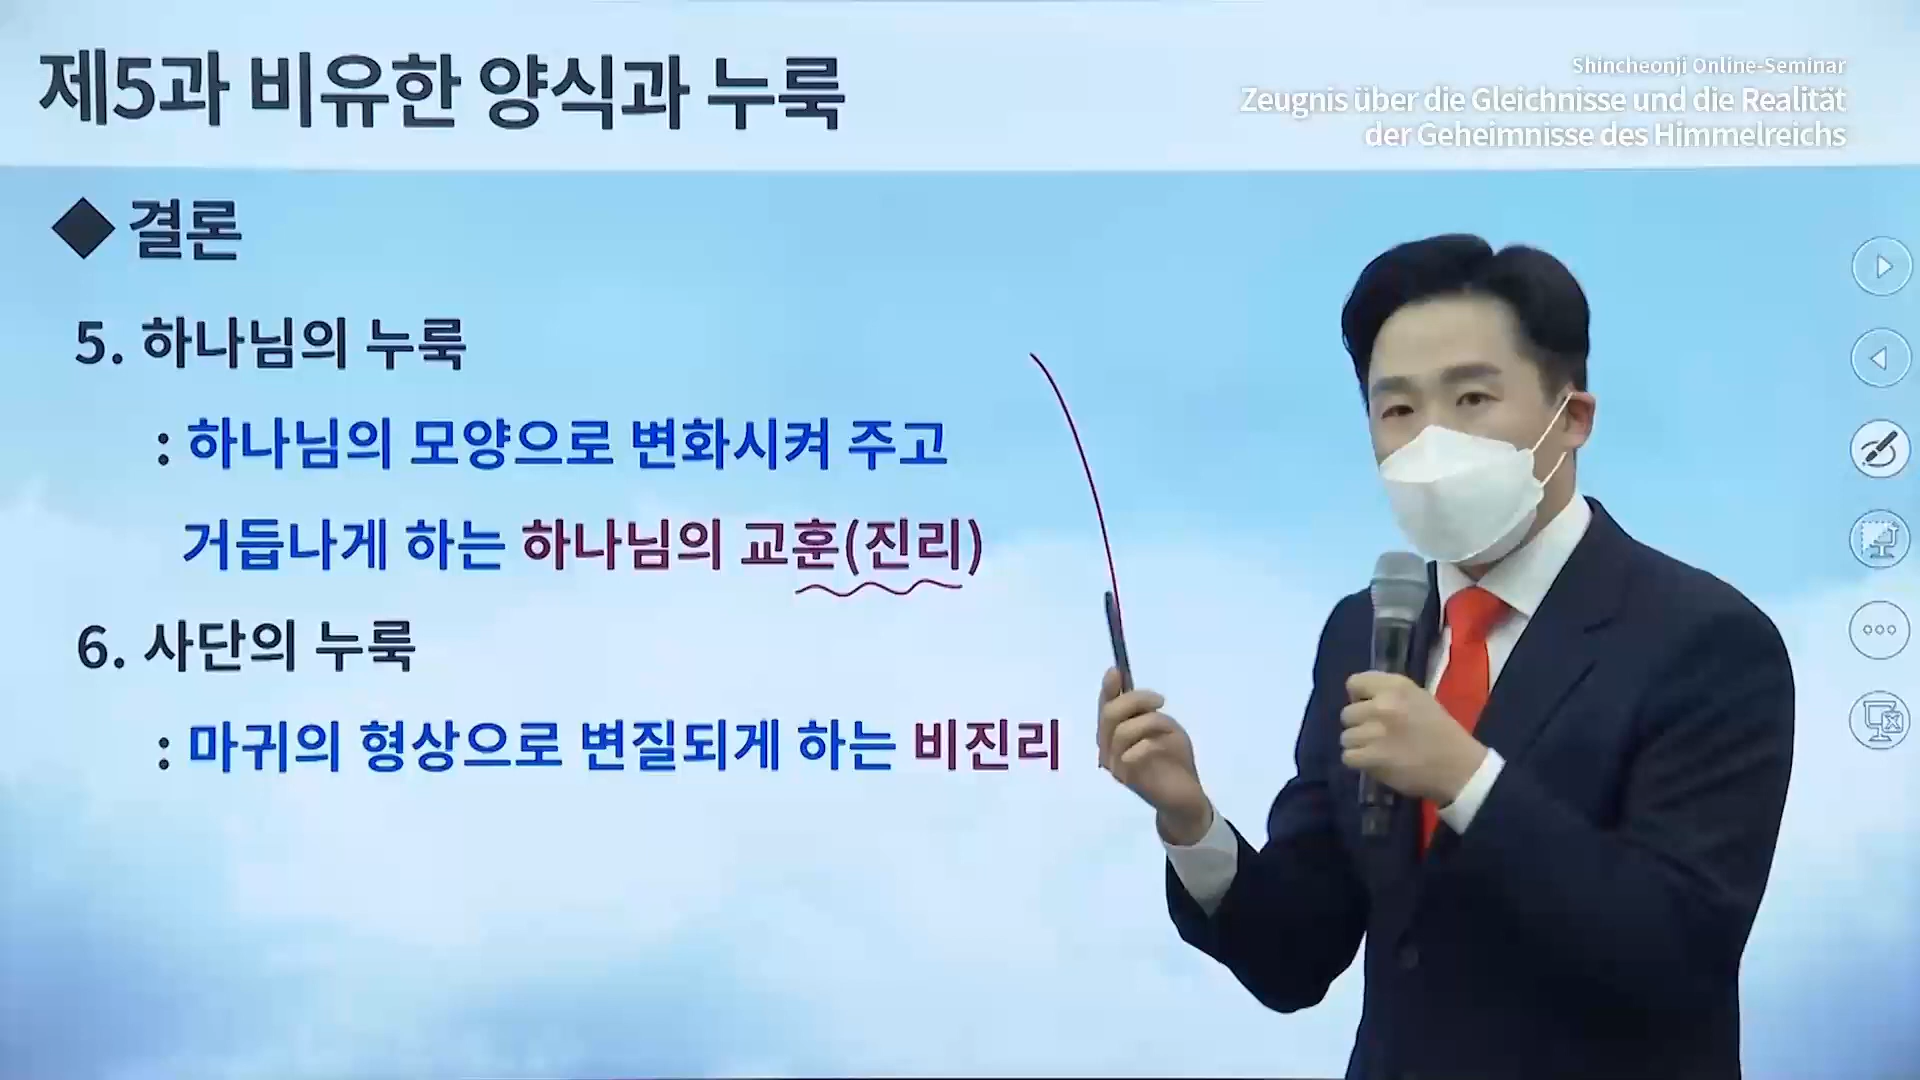 제5과 비유한 양식과 누룩
Shincheonji Online-Seminar
Zeugnis über die Gleichnisse und die Realität
der Geheimnisse des Himmelreichs
◆ 결론
5. 하나님의 누룩
: 하나님의 모양으로 변화시켜 주고
거듭나게 하는 하나님의 교훈(진리)
6. 사단의 누룩
: 마귀의 형상으로 변질되게 하는 비진리